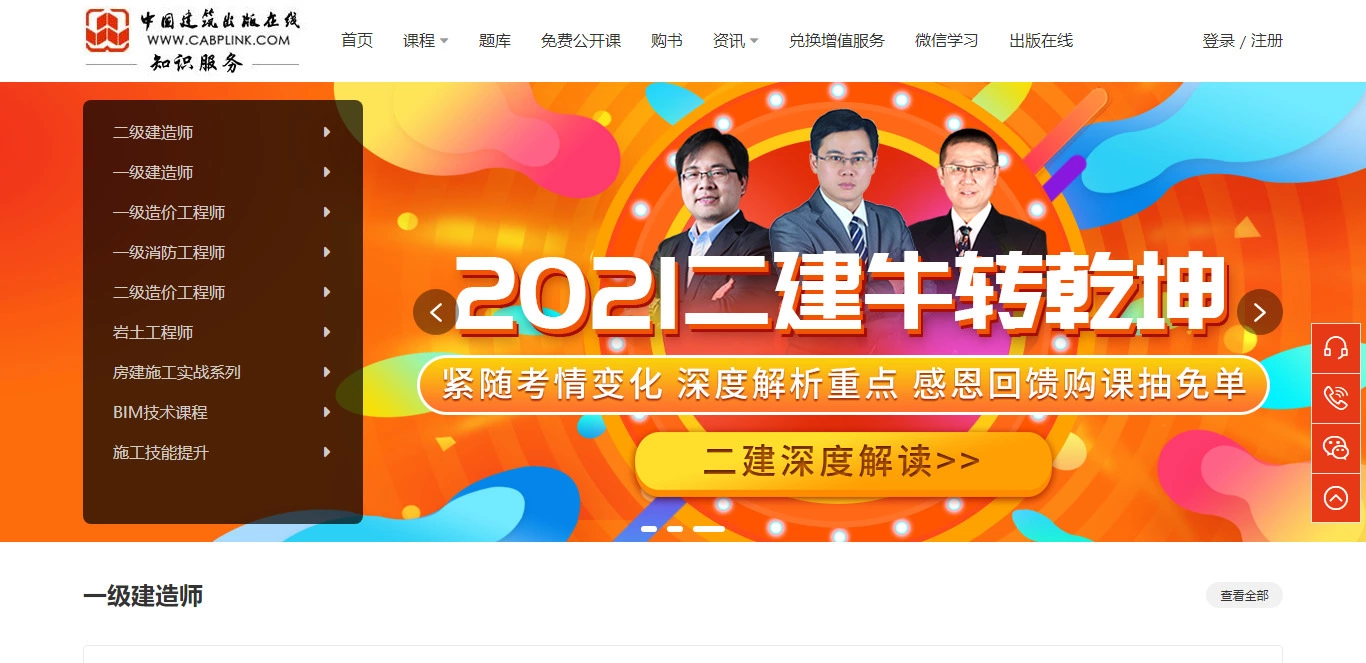 中国建筑出版在线
WWW.CABPLINK.COM
知识服务
首页 课程 题库 免费公开课 购书 资讯 兑换增值服务 微信学习 出版在线 登录 / 注册
二级建造师
一级建造师
一级造价工程师
一级消防工程师
二级造价工程师
岩土工程师
房建施工实战系列
BIM技术课程
施工技能提升
2021二建牛转乾坤
紧随考情变化 深度解析重点 感恩回馈购课抽免单
二建深度解读>>
一级建造师
查看全部